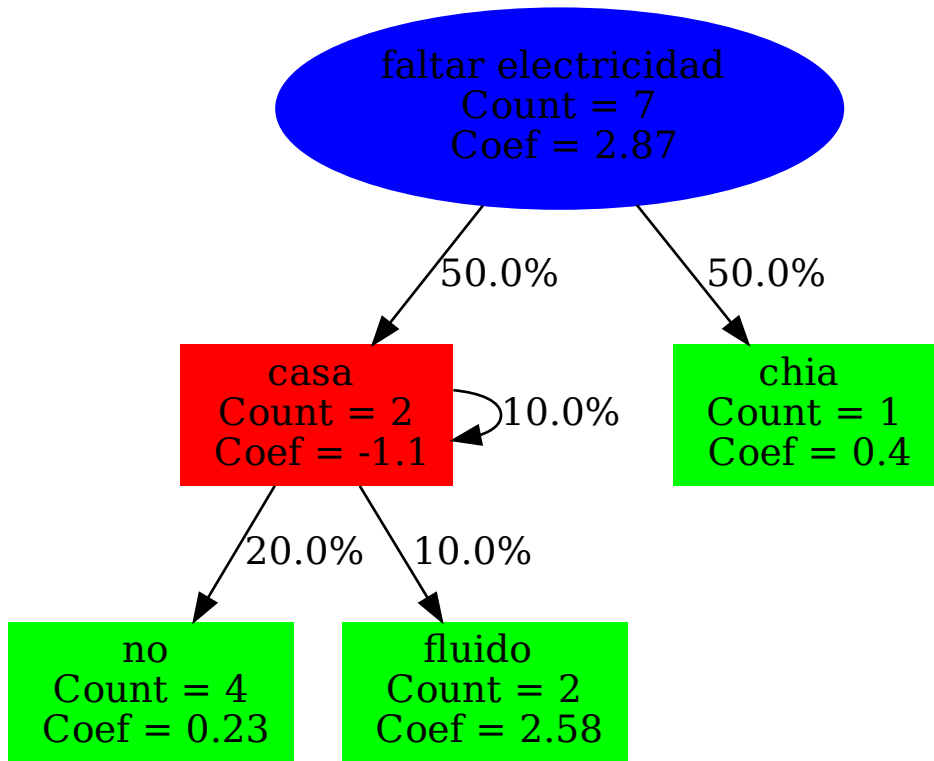 faltar electricidad
Count = 7
Coef = 2.87
50.0%
50.0%
casa
Count = 2
Coef = -1.1
10.0%
chia
Count = 1
Coef = 0.4
20.0%
10.0%
no
Count = 4
Coef = 0.23
fluido
Count = 2
Coef = 2.58